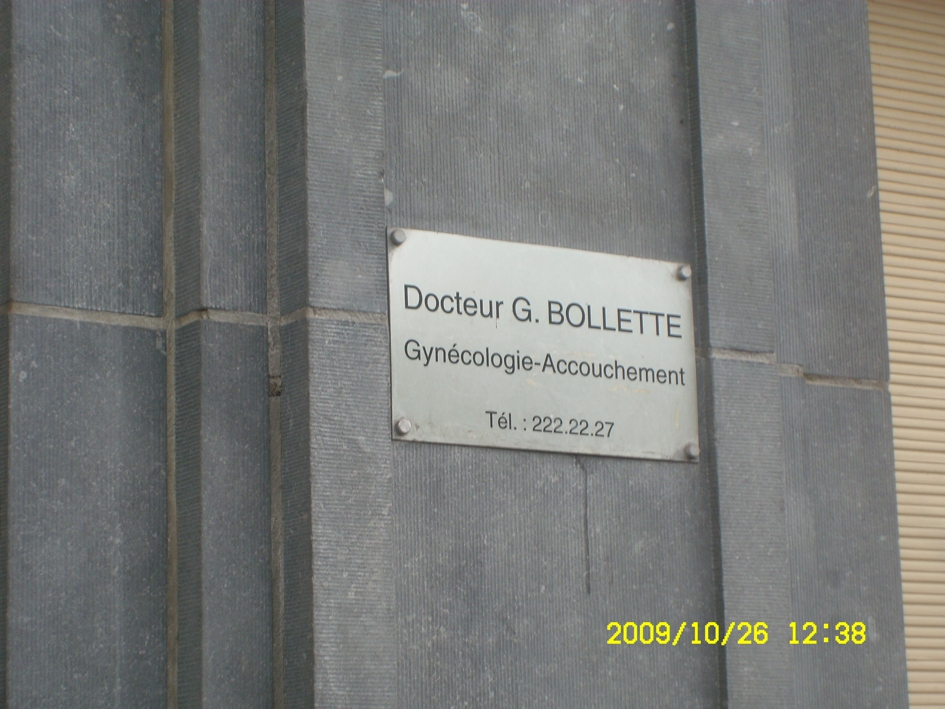 Docteur G. BOLLETTE
Gynécologie-Accouchement
Tél. : 222.22.27
2009/10/26 12:38